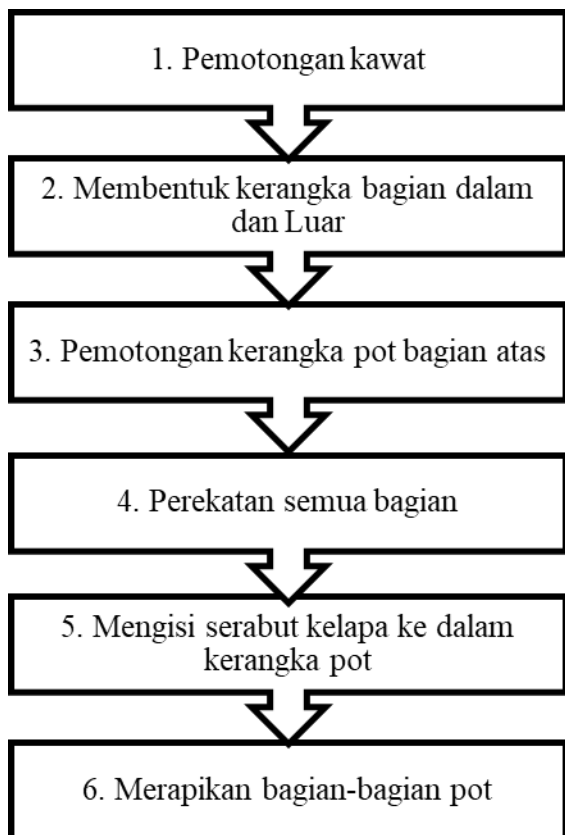 1. Pemotongan kawat
2. Membentuk kerangka bagian dalam
dan Luar
3. Pemotongan kerangka pot bagian atas
4. Perekatan semua bagian
5. Mengisi serabut kelapa ke dalam
kerangka pot
6. Merapikan bagian-bagian pot